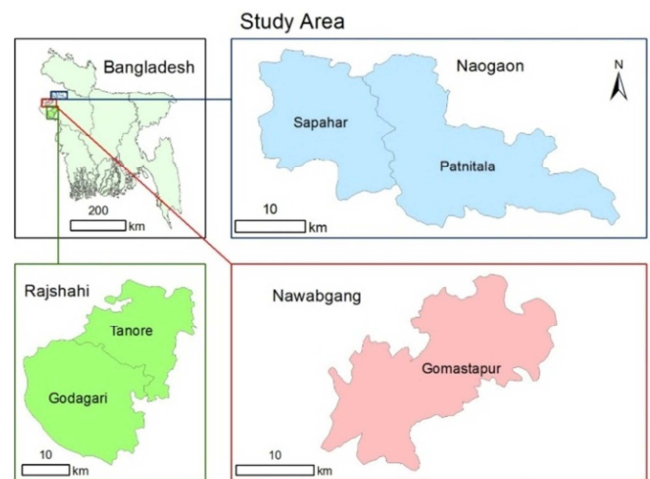 Study Area
Bangladesh
200
km
Naogaon
N
Sapahar
Patnitala
10
km
Rajshahi
Tanore
Godagari
10
km
Nawabgang
Gomastapur
10
km